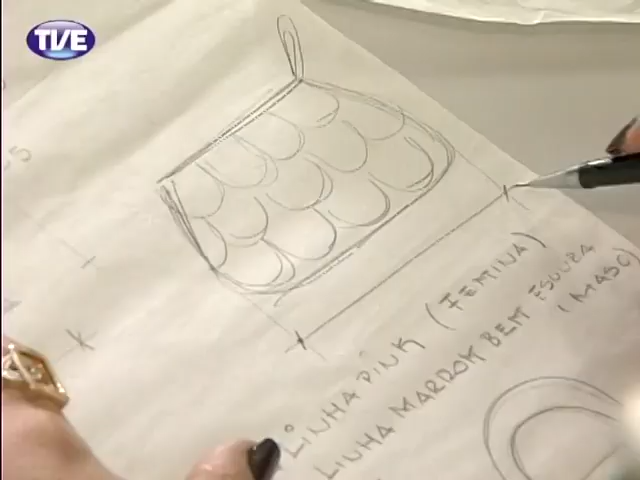 TVE
LINHA PINK (FEMINA)
LINHA MARROM BEM ESCURA
(MASC)